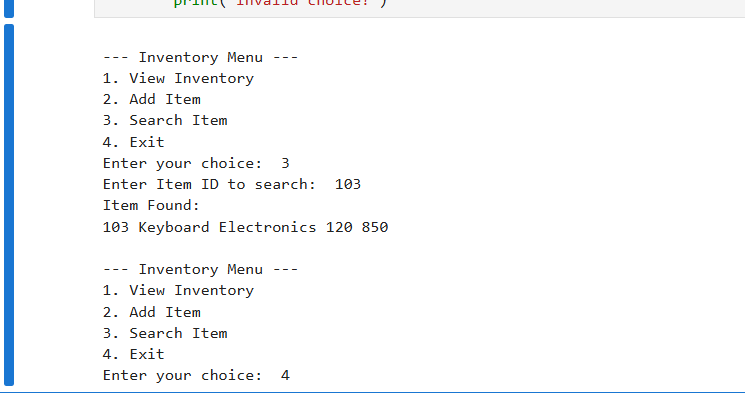 print("Invalid choice!")
--- Inventory Menu ---
1. View Inventory
2. Add Item
3. Search Item
4. Exit
Enter your choice:  3
Enter Item ID to search:  103
Item Found:
103 Keyboard Electronics 120 850
--- Inventory Menu ---
1. View Inventory
2. Add Item
3. Search Item
4. Exit
Enter your choice:  4